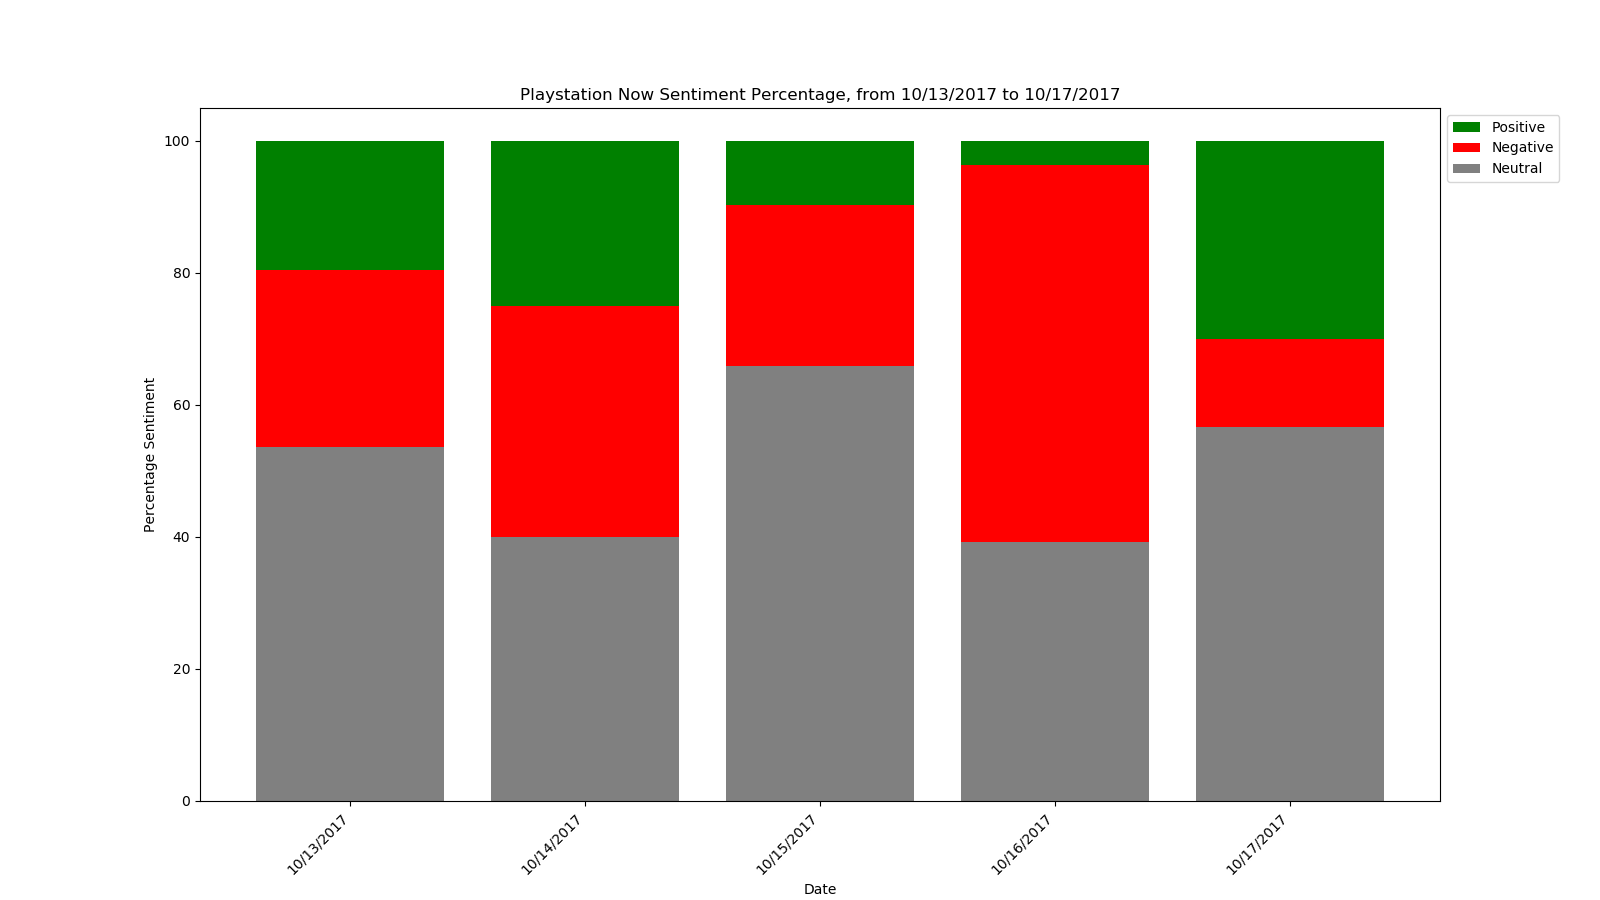 Playstation Now Sentiment Percentage, from 10/13/2017 to 10/17/2017
Positive
Negative
Neutral
Percentage Sentiment
100
80
60
40
20
0
10/13/2017
10/14/2017
10/15/2017
10/16/2017
10/17/2017
Date